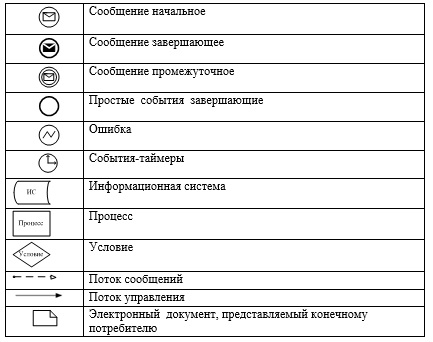 Сообщение начальное
Сообщение завершающее
Сообщение промежуточное
Простые события завершающие
Ошибка
События-таймеры
ИС
Информационная система
Процесс
Процесс
Условие
Условие
Поток сообщений
Поток управления
Электронный документ, представляемый конечному
потребителю